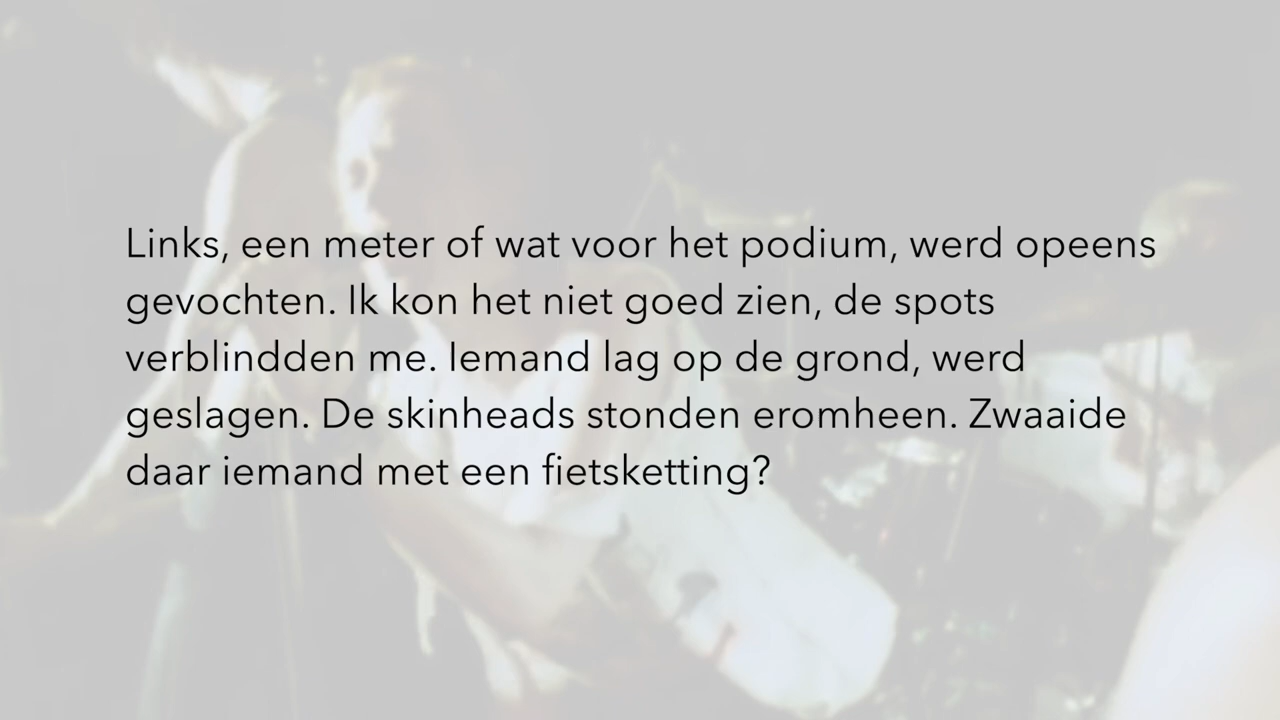 Links, een meter of wat voor het podium, werd opeens
gevochten. Ik kon het niet goed zien, de spots
verblindden me. Iemand lag op de grond, werd
geslagen. De skinheads stonden eromheen. Zwaaide
daar iemand met een fietsketting?